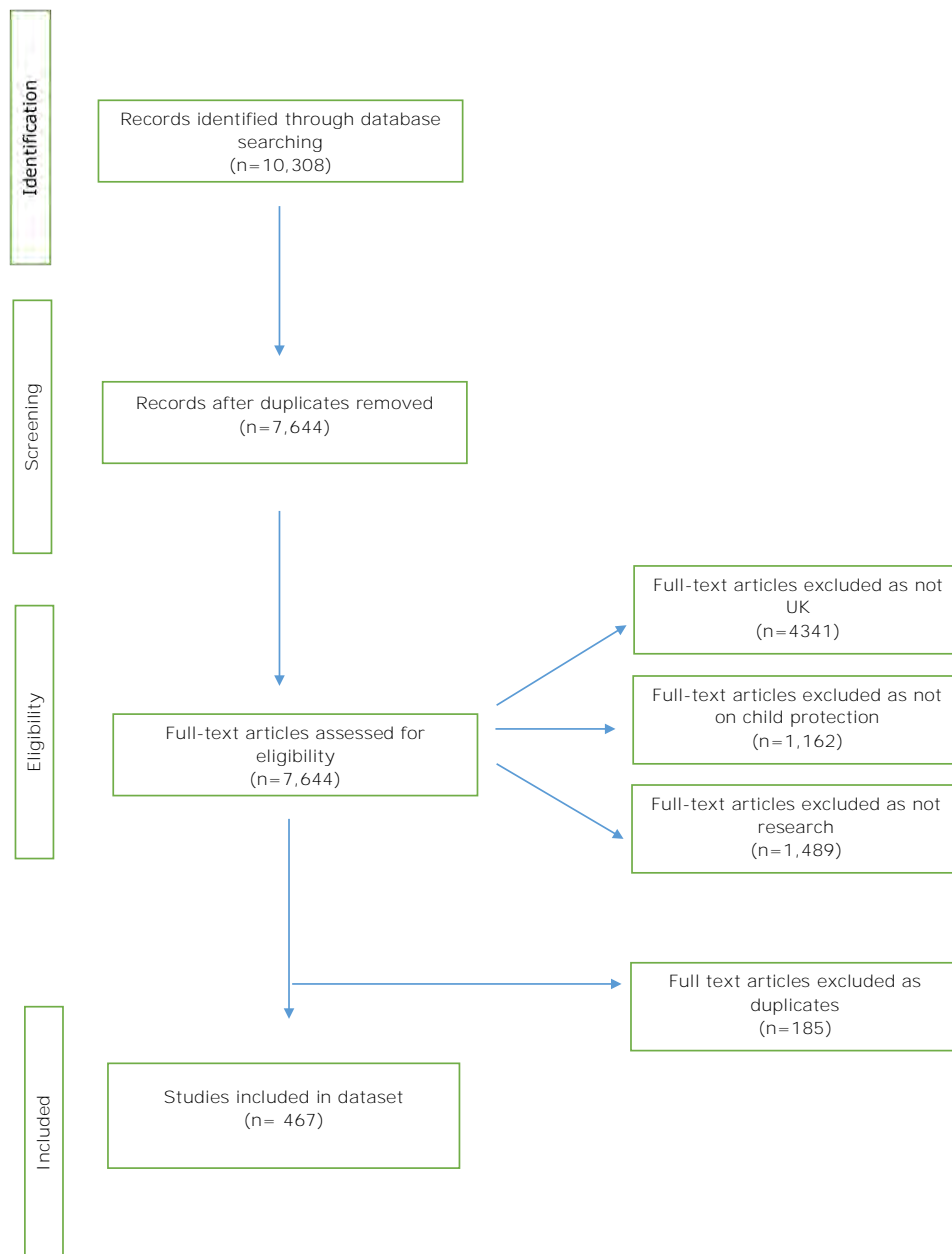 Identification
Records identified through database
searching
(n=10,308)
Screening
Records after duplicates removed
(n=7,644)
Eligibility
Full-text articles excluded as not
UK
(n=4341)
Full-text articles assessed for
eligibility
(n=7,644)
Full-text articles excluded as not
on child protection
(n=1,162)
Full-text articles excluded as not
research
(n=1,489)
Full text articles excluded as
duplicates
(n=185)
Included
Studies included in dataset
(n= 467)